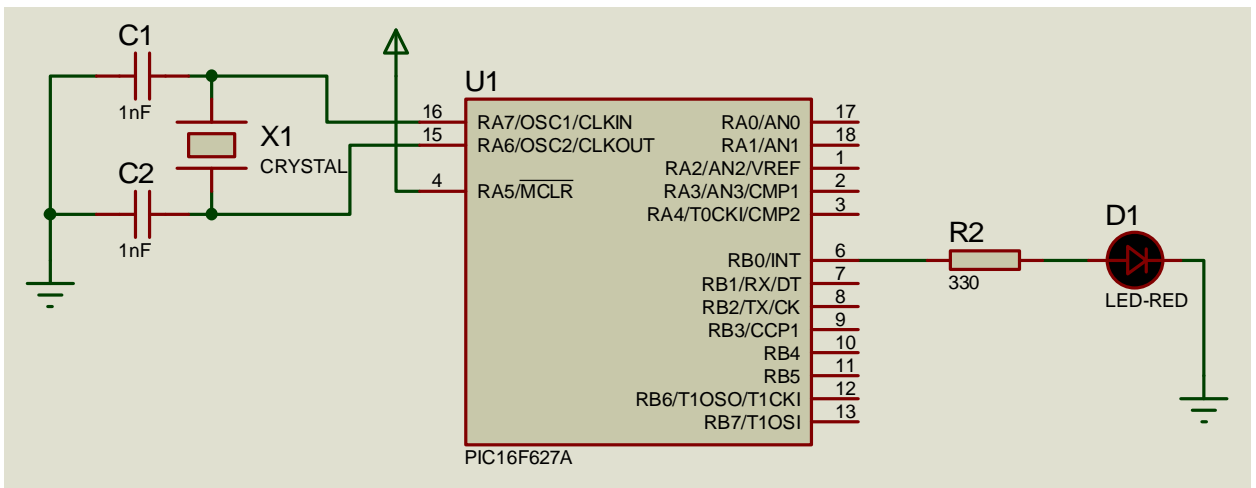 C1
1nF
X1
CRYSTAL
C2
1nF
U1
16 RA7/OSC1/CLKIN RA0/AN0 17
15 RA6/OSC2/CLKOUT RA1/AN1 18
RA2/AN2/VREF 1
4 RA5/MCLR RA3/AN3/CMP1 2
RA4/T0CKI/CMP2 3
RB0/INT 6
RB1/RX/DT 7
RB2/TX/CK 8
RB3/CCP1 9
RB4 10
RB5 11
RB6/T1OSO/T1CKI 12
RB7/T1OSI 13
PIC16F627A
R2
330
D1
LED-RED